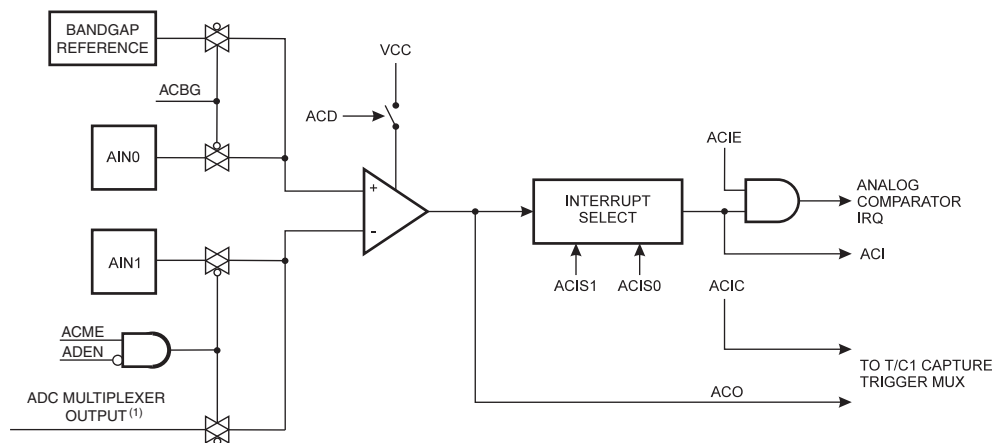 BANDGAP
REFERENCE
ACBG
AIN0
AIN1
ACME
ADEN
ADC MULTIPLEXER
OUTPUT(1)
VCC
ACD
+
-
INTERRUPT
SELECT
ACIS1 ACIS0
ACIE
ANALOG
COMPARATOR
IRQ
ACI
ACIC
TO T/C1 CAPTURE
TRIGGER MUX
ACO